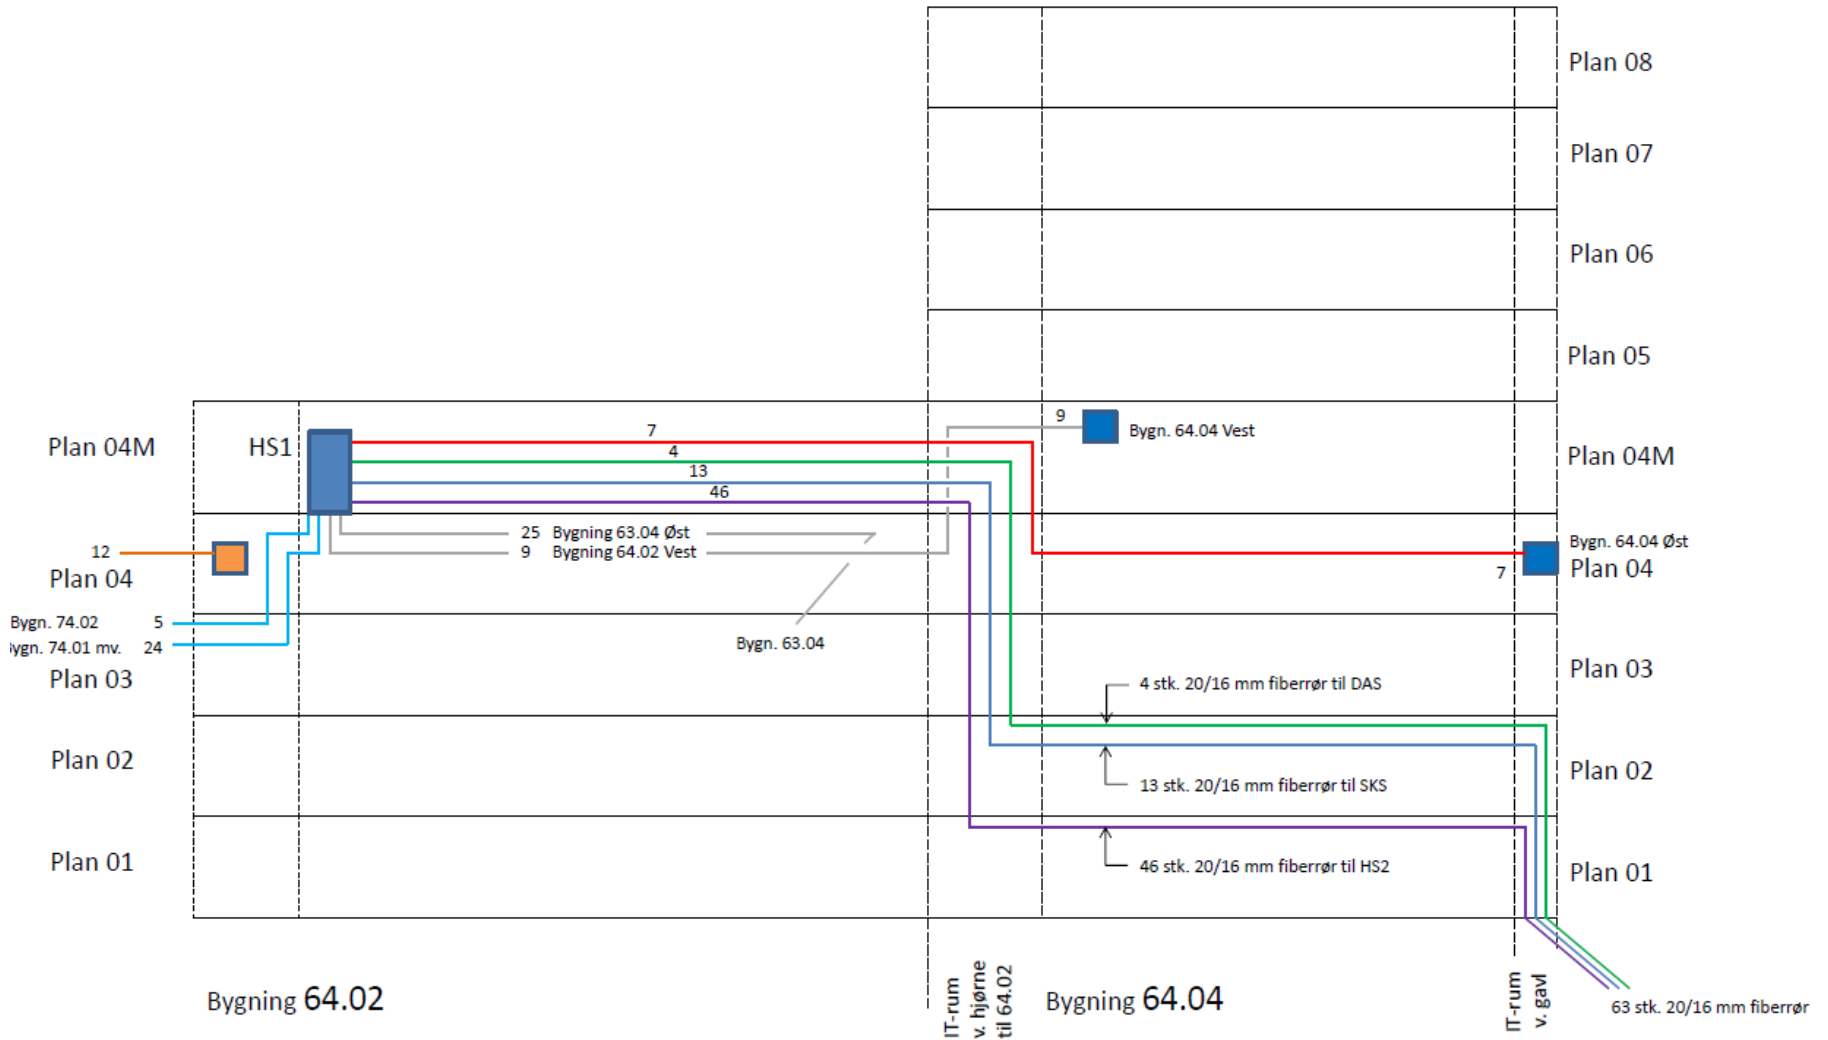 Plan 08
Plan 07
Plan 06
Plan 05
Plan 04M
HS1
7
4
13
46
9
Bygn. 64.04 Vest
Plan 04M
25 Bygning 63.04 Øst
9 Bygning 64.02 Vest
12
Plan 04
7
Bygn. 64.04 Øst
Plan 04
Bygn. 74.02 5
ygn. 74.01 mv. 24
Bygn. 63.04
Plan 03
4 stk. 20/16 mm fiberrør til DAS
Plan 03
Plan 02
13 stk. 20/16 mm fiberrør til SKS
Plan 02
Plan 01
46 stk. 20/16 mm fiberrør til HS2
Plan 01
Bygning 64.02
IT-rum
v. hjørne
til 64.02
Bygning 64.04
IT-rum
v. gavl
63 stk. 20/16 mm fiberrør